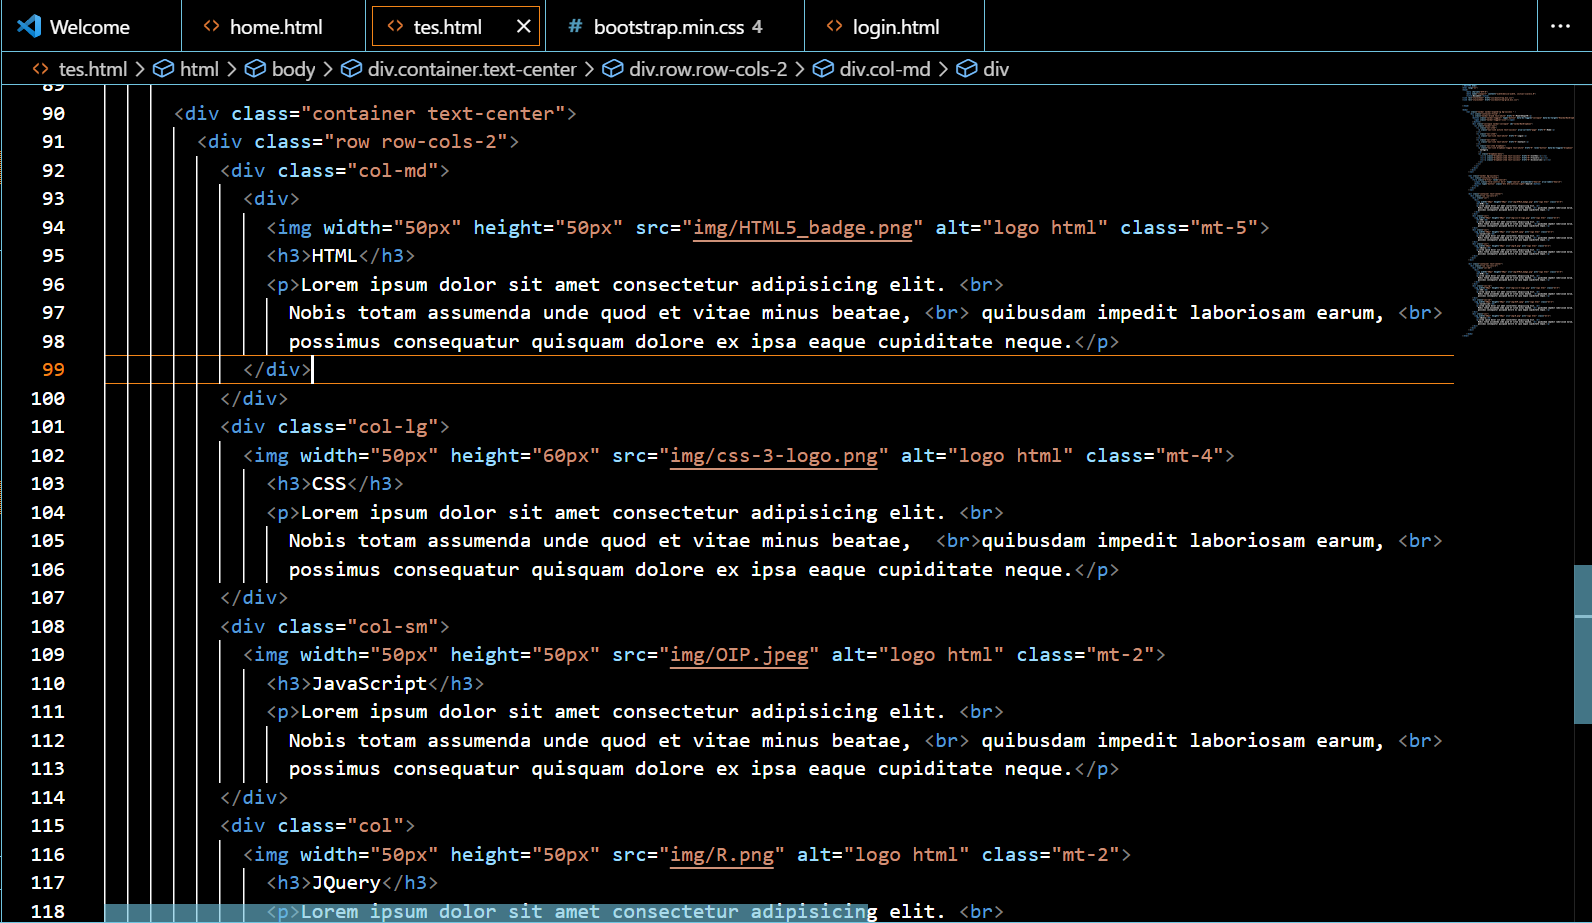 Welcome
home.html
tes.html
# bootstrap.min.css 4
login.html
tes.html > html > body > div.container.text-center > div.row.row-cols-2 > div.col-md > div
89
90 <div class="container text-center">
91 <div class="row row-cols-2">
92 <div class="col-md">
93 <div>
94 <img width="50px" height="50px" src="img/HTML5_badge.png" alt="logo html" class="mt-5">
95 <h3>HTML</h3>
96 <p>Lorem ipsum dolor sit amet consectetur adipisicing elit. <br>
97 Nobis totam assumenda unde quod et vitae minus beatae, <br> quibusdam impedit laboriosam earum, <br>
98 possimus consequatur quisquam dolore ex ipsa eaque cupiditate neque.</p>
99 </div>
100 </div>
101 <div class="col-lg">
102 <img width="50px" height="60px" src="img/css-3-logo.png" alt="logo html" class="mt-4">
103 <h3>CSS</h3>
104 <p>Lorem ipsum dolor sit amet consectetur adipisicing elit. <br>
105 Nobis totam assumenda unde quod et vitae minus beatae,  <br>quibusdam impedit laboriosam earum, <br>
106 possimus consequatur quisquam dolore ex ipsa eaque cupiditate neque.</p>
107 </div>
108 <div class="col-sm">
109 <img width="50px" height="50px" src="img/OIP.jpeg" alt="logo html" class="mt-2">
110 <h3>JavaScript</h3>
111 <p>Lorem ipsum dolor sit amet consectetur adipisicing elit. <br>
112 Nobis totam assumenda unde quod et vitae minus beatae, <br> quibusdam impedit laboriosam earum, <br>
113 possimus consequatur quisquam dolore ex ipsa eaque cupiditate neque.</p>
114 </div>
115 <div class="col">
116 <img width="50px" height="50px" src="img/R.png" alt="logo html" class="mt-2">
117 <h3>JQuery</h3>
118 <p>Lorem ipsum dolor sit amet consectetur adipisicing elit. <br>